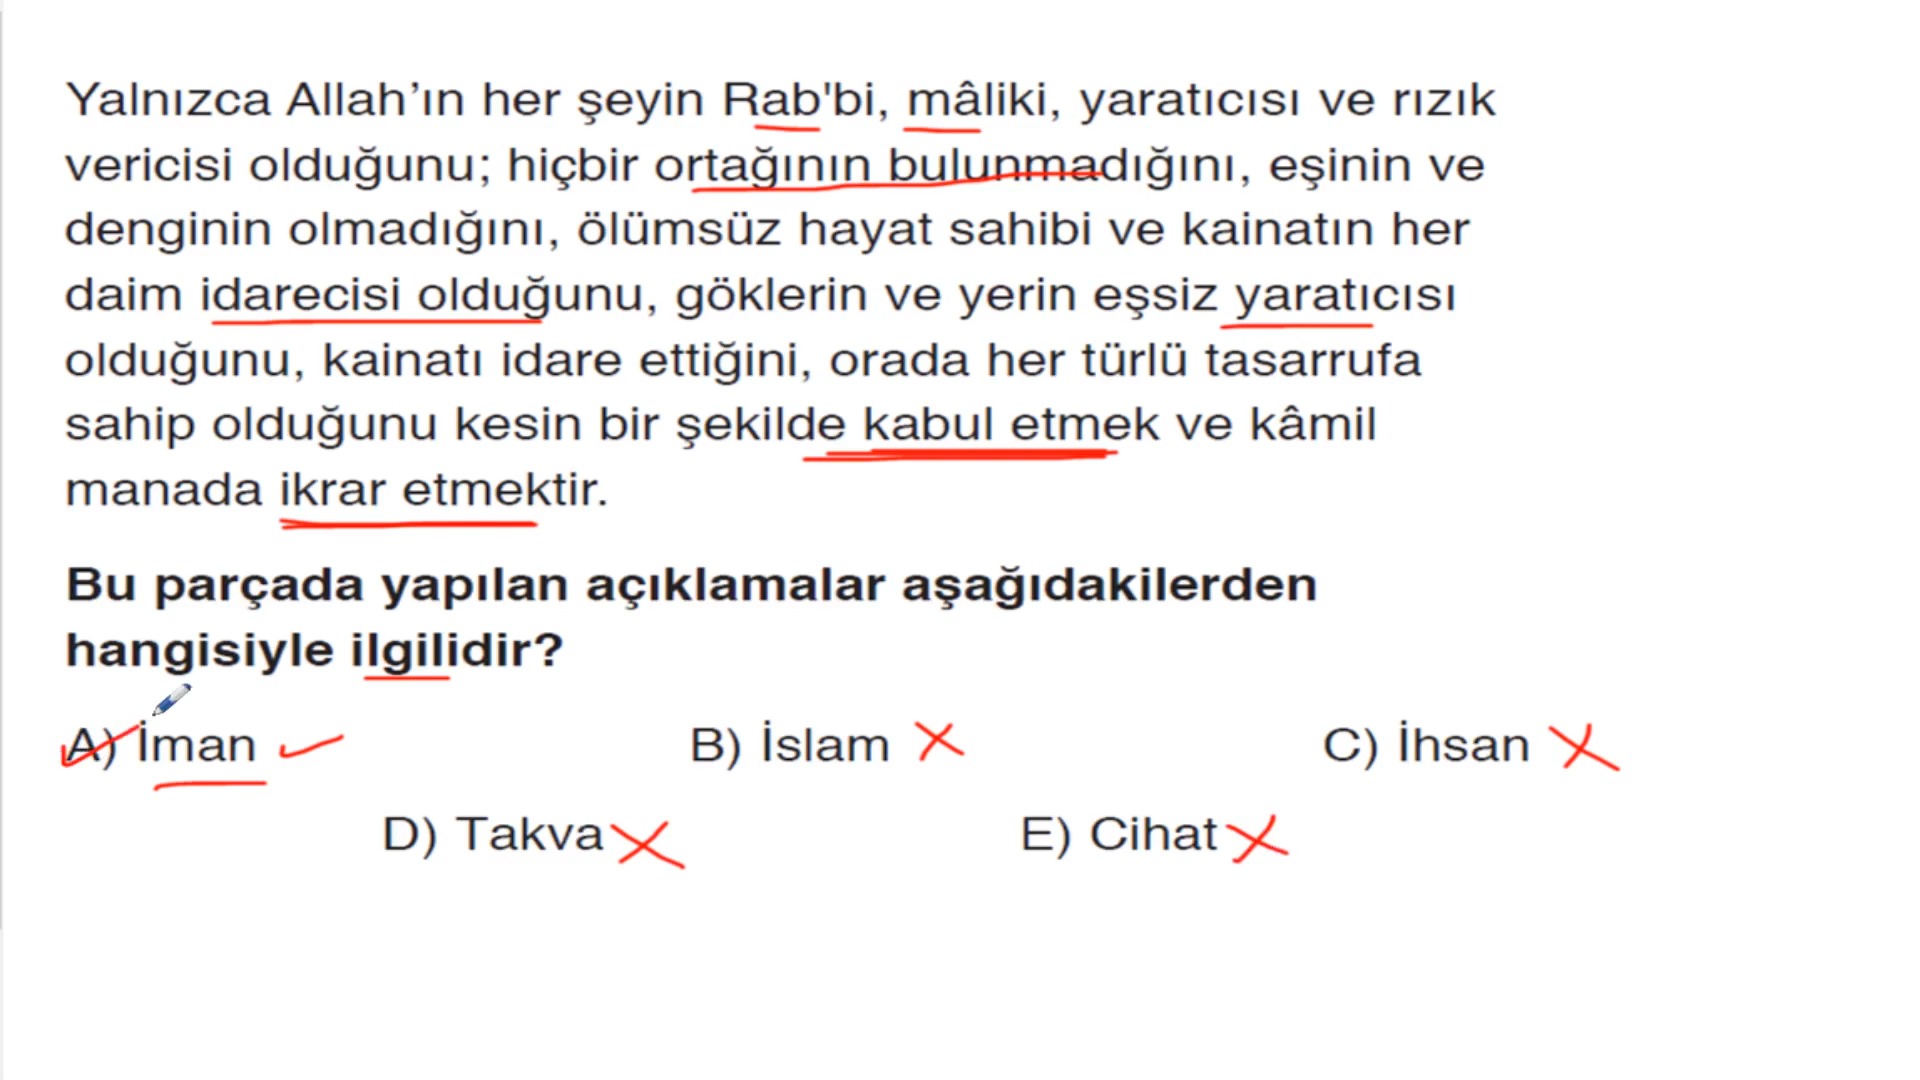 Yalnızca Allah’ın her şeyin Rab'bi, mâliki, yaratıcısı ve rızık
vericisi olduğunu; hiçbir ortağının bulunmadığını, eşinin ve
denginin olmadığını, ölümsüz hayat sahibi ve kainatın her
daim idarecisi olduğunu, göklerin ve yerin eşsiz yaratıcısı
olduğunu, kainatı idare ettiğini, orada her türlü tasarrufa
sahip olduğunu kesin bir şekilde kabul etmek ve kâmil
manada ikrar etmektir.
Bu parçada yapılan açıklamalar aşağıdakilerden
hangisiyle ilgilidir?
A) İman B) İslam C) İhsan
D) Takva E) Cihat